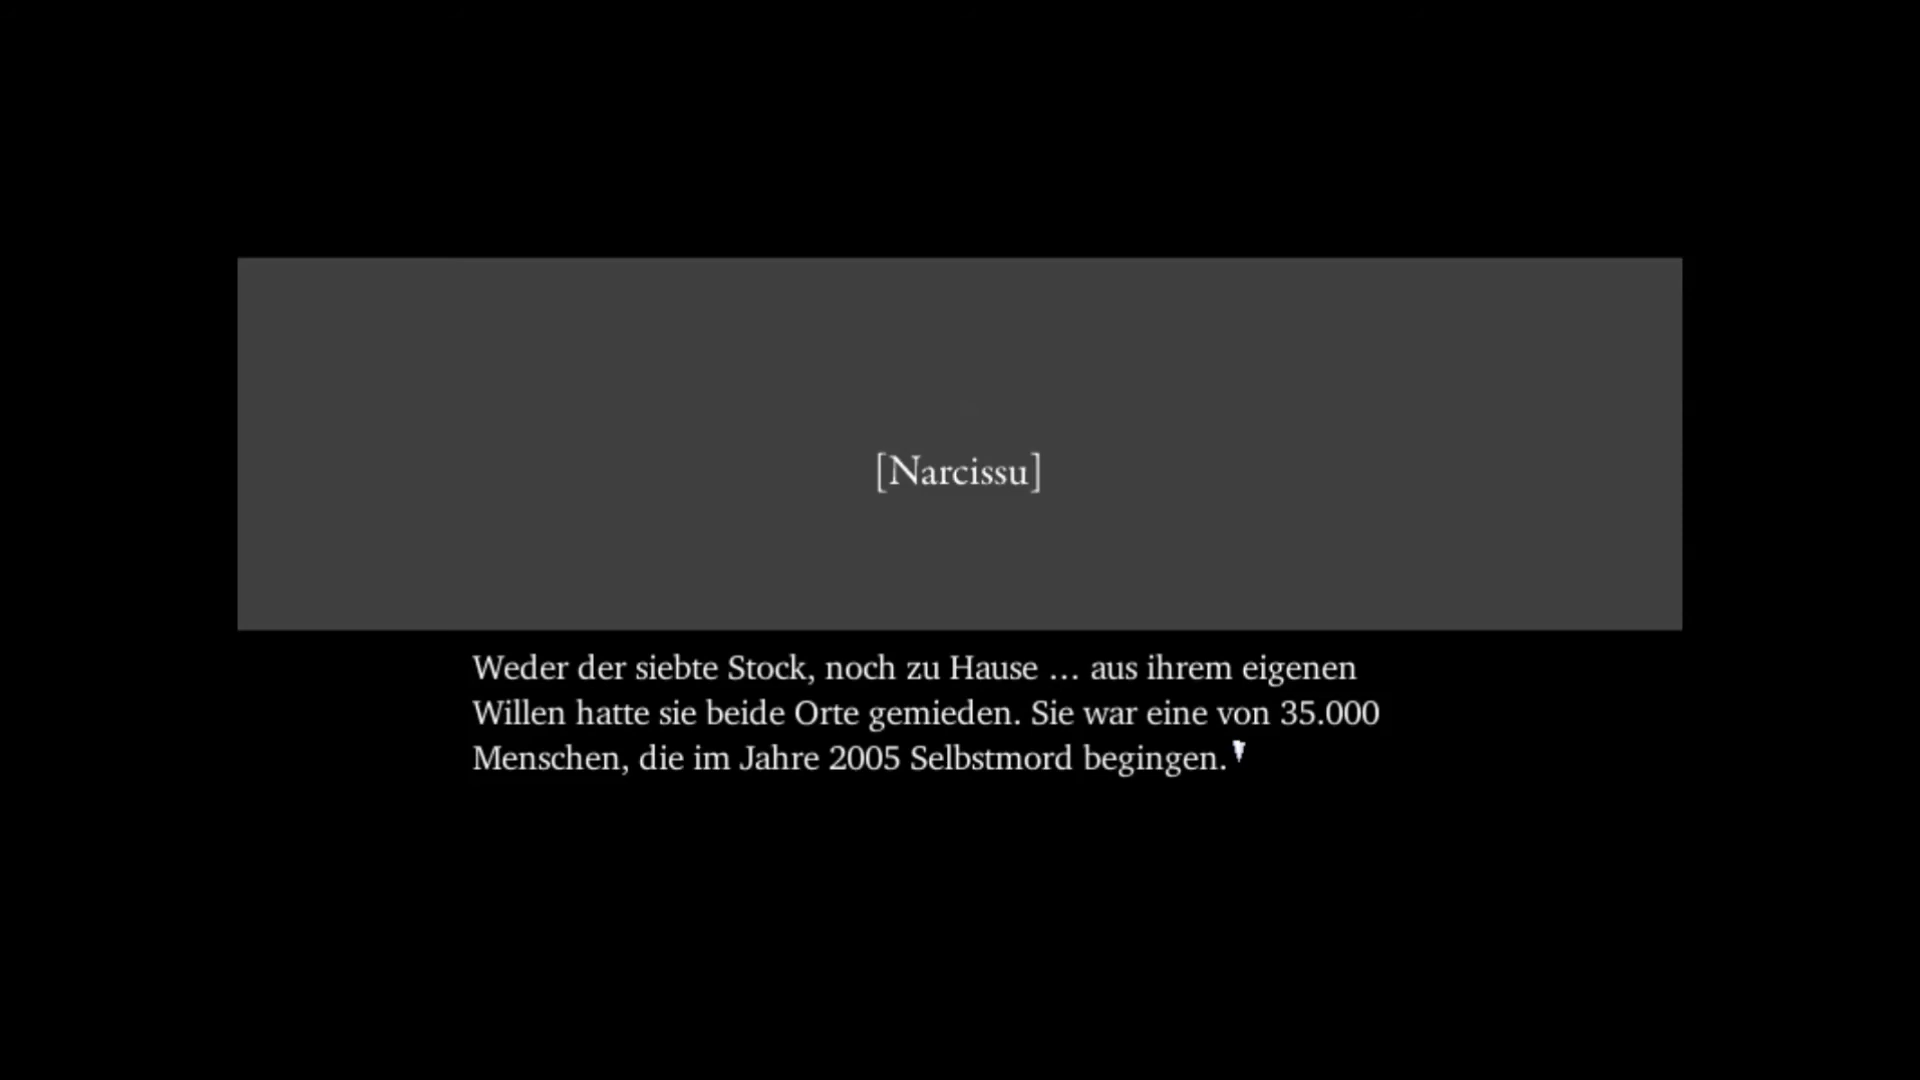 [Narcissu]
Weder der siebte Stock, noch zu Hause … aus ihrem eigenen
Willen hatte sie beide Orte gemieden. Sie war eine von 35.000
Menschen, die im Jahre 2005 Selbstmord begingen.